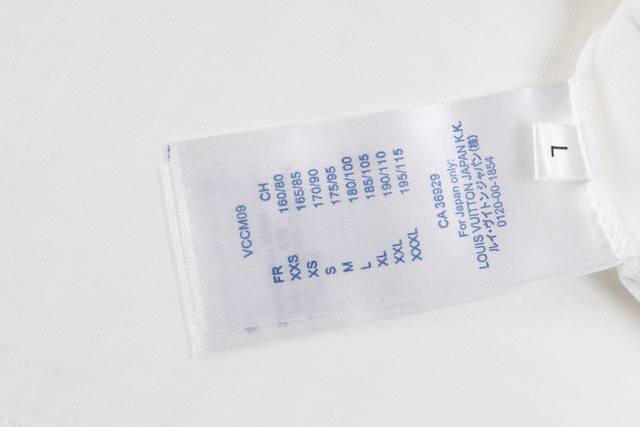 VCCM09
FR CH
XXS 160/80
XS 165/85
S 170/90
M 175/95
L 180/100
XL 185/105
XXL 190/110
XXXL 195/115
CA 36929
For Japan only:
LOUIS VUITTON JAPAN K.K.
ルイ・ヴィトンジャパン(株)
0120-00-1854
L